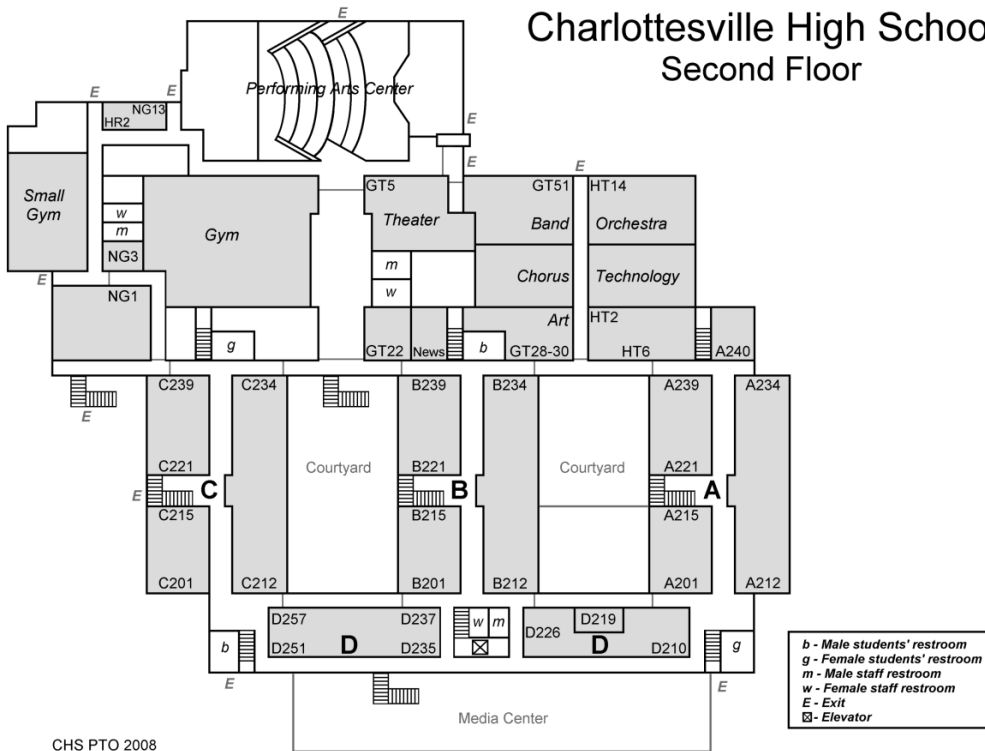 Charlottesville High Schoo
Second Floor
E
Performing Arts Center
E
E
NG13
HR2
E
E
E
Small
Gym
w
m
NG3
Gym
GT5
Theater
GT51
Band
HT14
Orchestra
E
NG1
m
w
Chorus
Technology
g
GT22
News
b
Art
GT28-30
HT2
HT6
A240
E
C239
C234
B239
B234
A239
A234
C221
Courtyard
B221
Courtyard
A221
E
C
B
A
C215
B215
A215
C201
C212
B201
B212
A201
A212
D257
D237
D251
D
D235
w
m
D226
D219
D
D210
b
g
E
E
Media Center
b - Male students' restroom
g - Female students' restroom
m - Male staff restroom
w - Female staff restroom
E - Exit
- Elevator
CHS PTO 2008